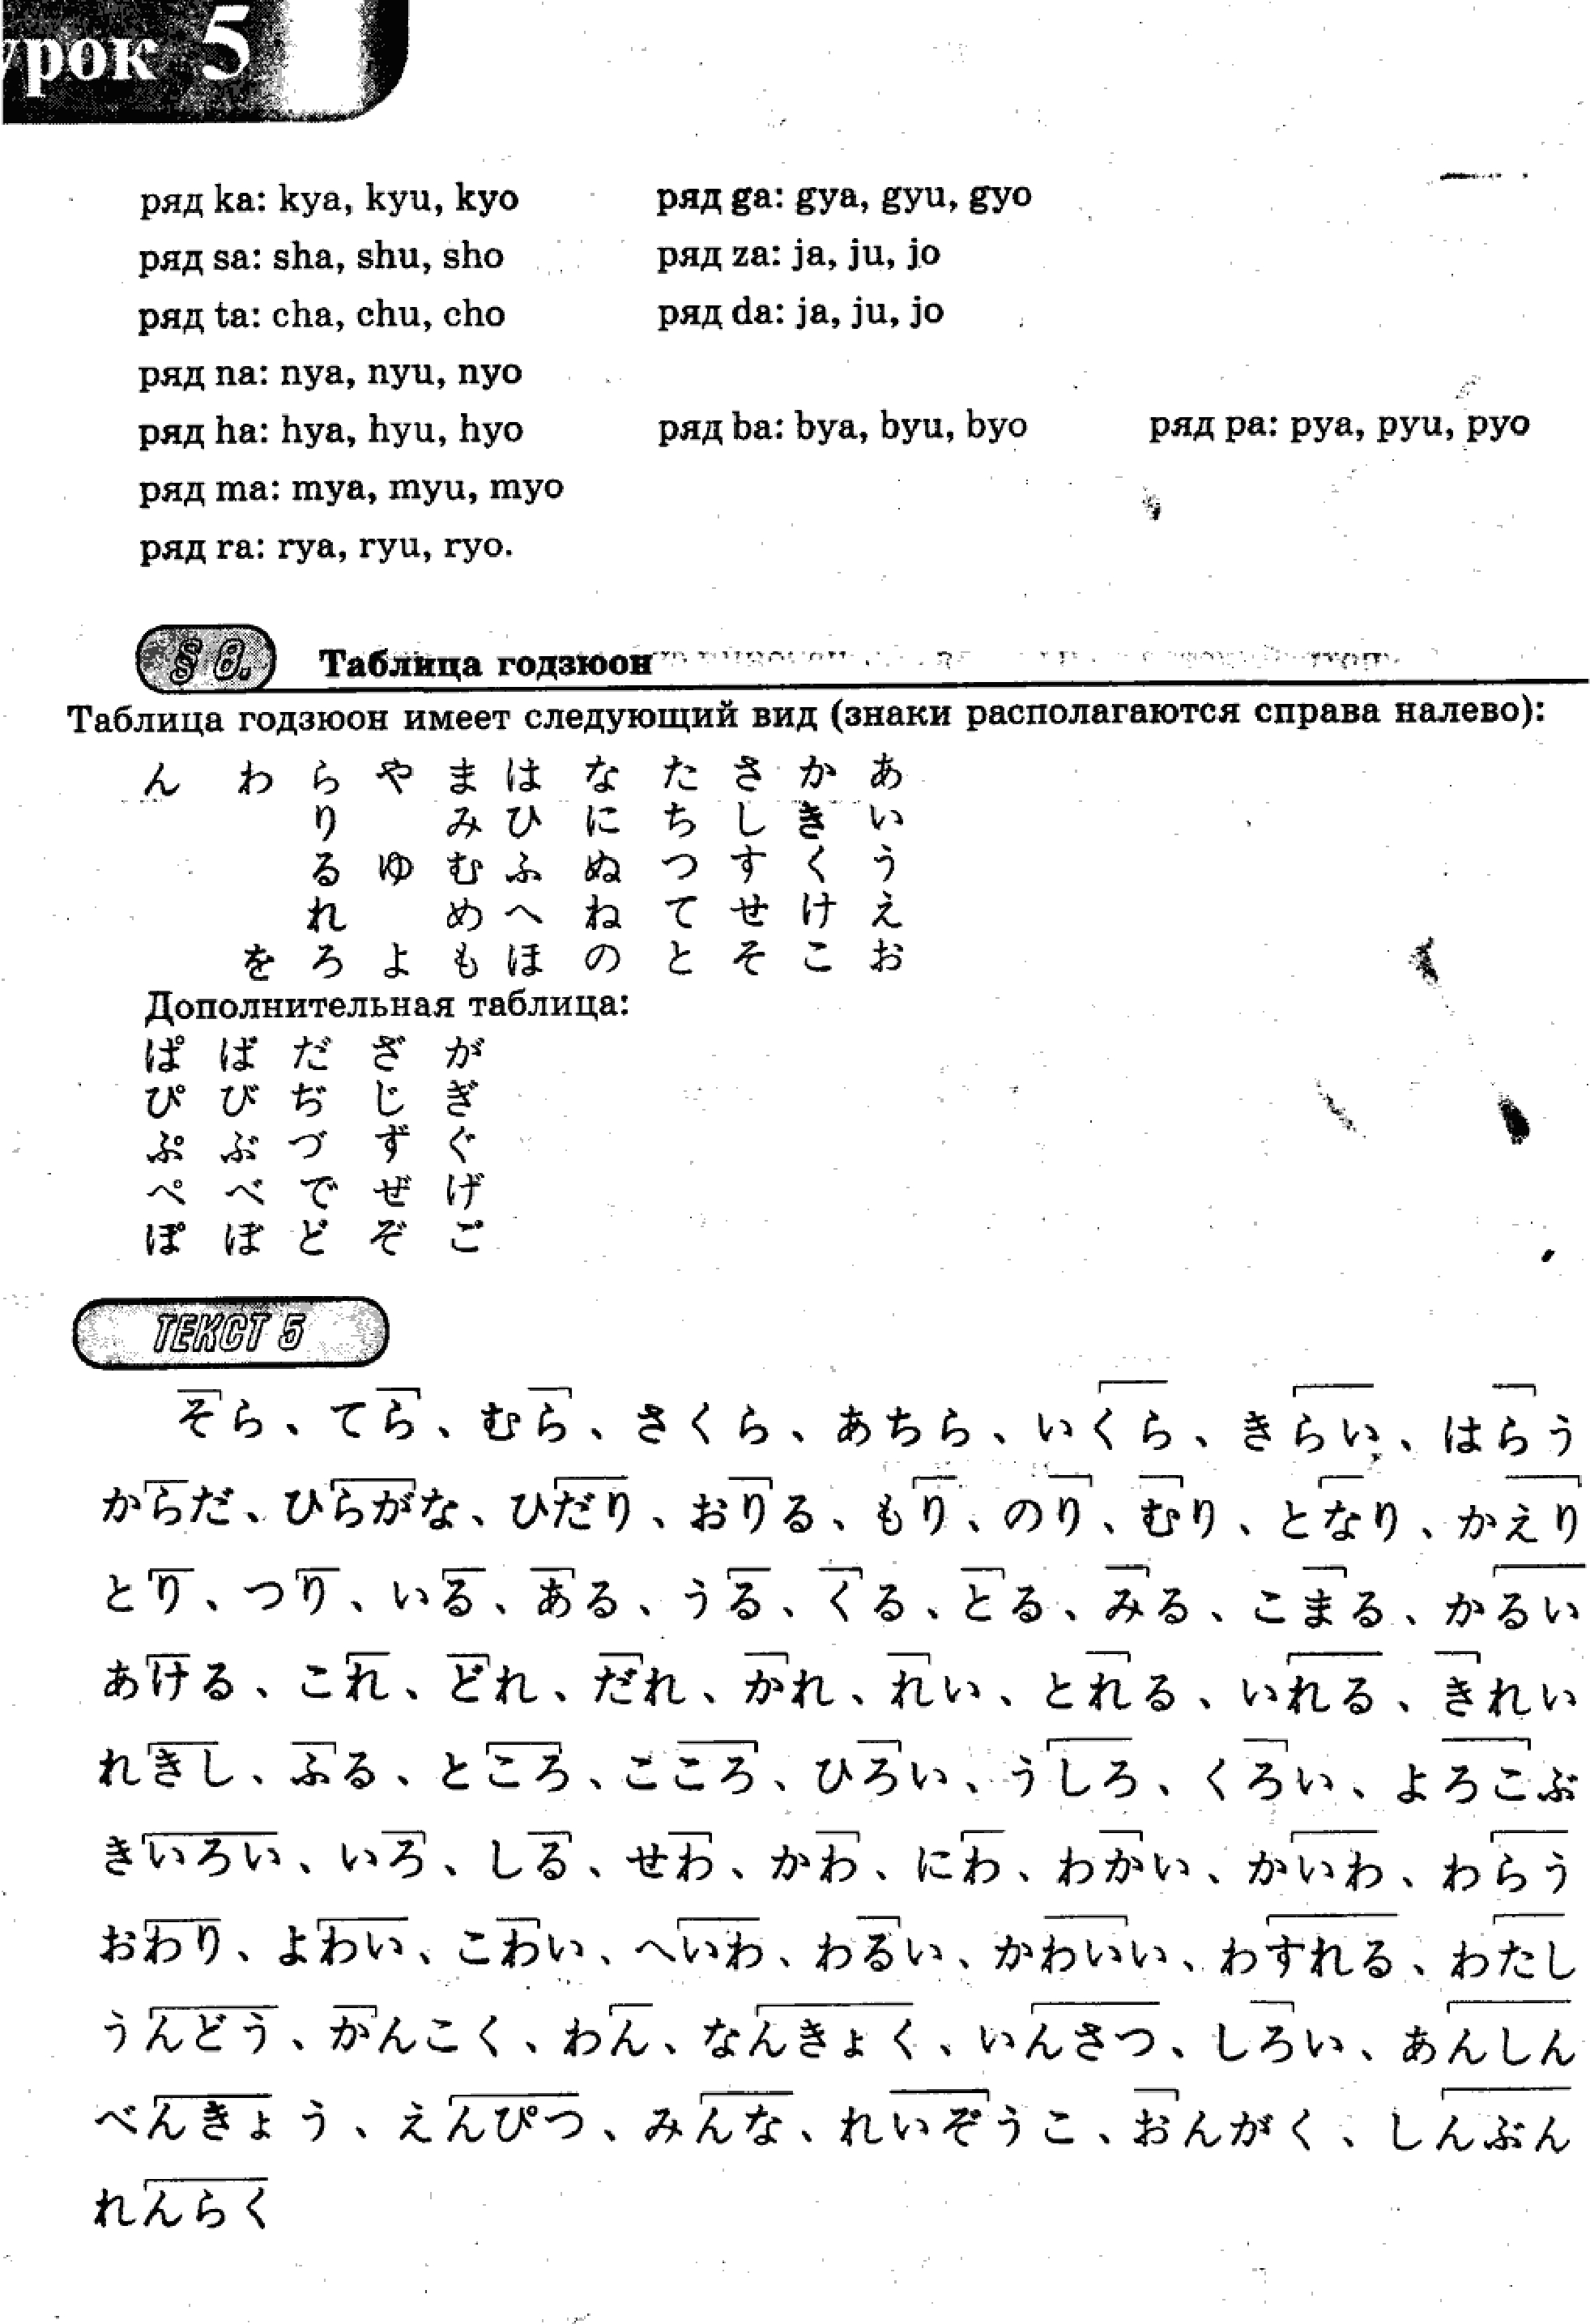 урок 5
ряд ka: kya, kyu, kyo ряд ga: gya, gyu, gyo
ряд sa: sha, shu, sho ряд za: ja, ju, jo
ряд ta: cha, chu, cho ряд da: ja, ju, jo
ряд na: nya, nyu, nyo
ряд ha: hya, hyu, hyo ряд ba: bya, byu, byo ряд pa: pya, pyu, pyo
ряд ma: mya, myu, myo
ряд ra: rya, ryu, ryo.
§ 8. Таблица годзюон
Таблица годзюон имеет следующий вид (знаки располагаются справа налево):
ん わ ら や ま は な た さ か あ
り み ひ に ち し き い
る ゆ む ふ ぬ つ す く う
れ め へ ね て せ け え
を ろ よ も ほ の と そ こ お
Дополнительная таблица:
ぱ ば だ ざ が
ぴ び ぢ じ ぎ
ぷ ぶ づ ず ぐ
ぺ べ で ぜ げ
ぽ ぼ ど ぞ ご
ТЕКСТ 5
そら、てら、むら、さくら、あちら、いくら、きらい、はらう
からだ、ひらがな、ひだり、おりる、もり、のり、むり、となり、かえり
とり、つり、いる、ある、うる、くる、とる、みる、こまる、かるい
あける、これ、どれ、だれ、かれ、れい、とれる、いれる、きれい
れきし、ふる、ところ、こころ、ひろい、うしろ、くろい、よろこぶ
きいろい、いろ、しる、せわ、かわ、にわ、わかい、かいわ、わらう
おわり、よわい、こわい、へいわ、わるい、かわいい、わすれる、わたし
うんどう、かんこく、わん、なんきょく、いんさつ、しろい、あんしん
べんきょう、えんぴつ、みんな、れいぞうこ、おんがく、しんぶん
れんらく